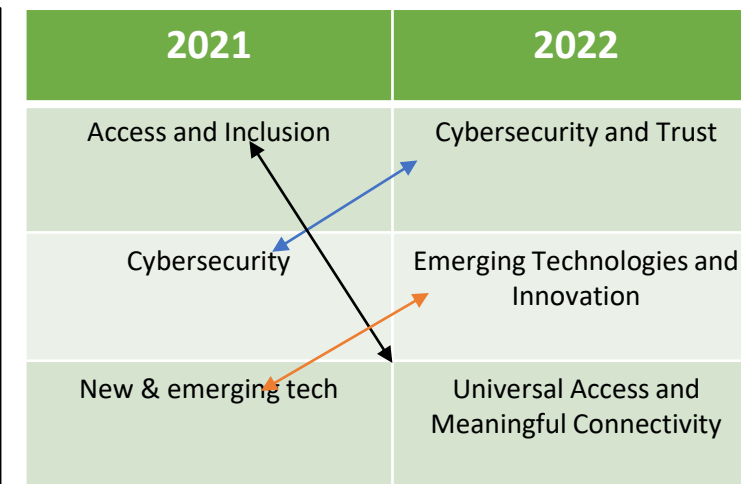 2021 2022
Access and Inclusion Cybersecurity and Trust
Cybersecurity Emerging Technologies and
Innovation
New & emerging tech Universal Access and
Meaningful Connectivity